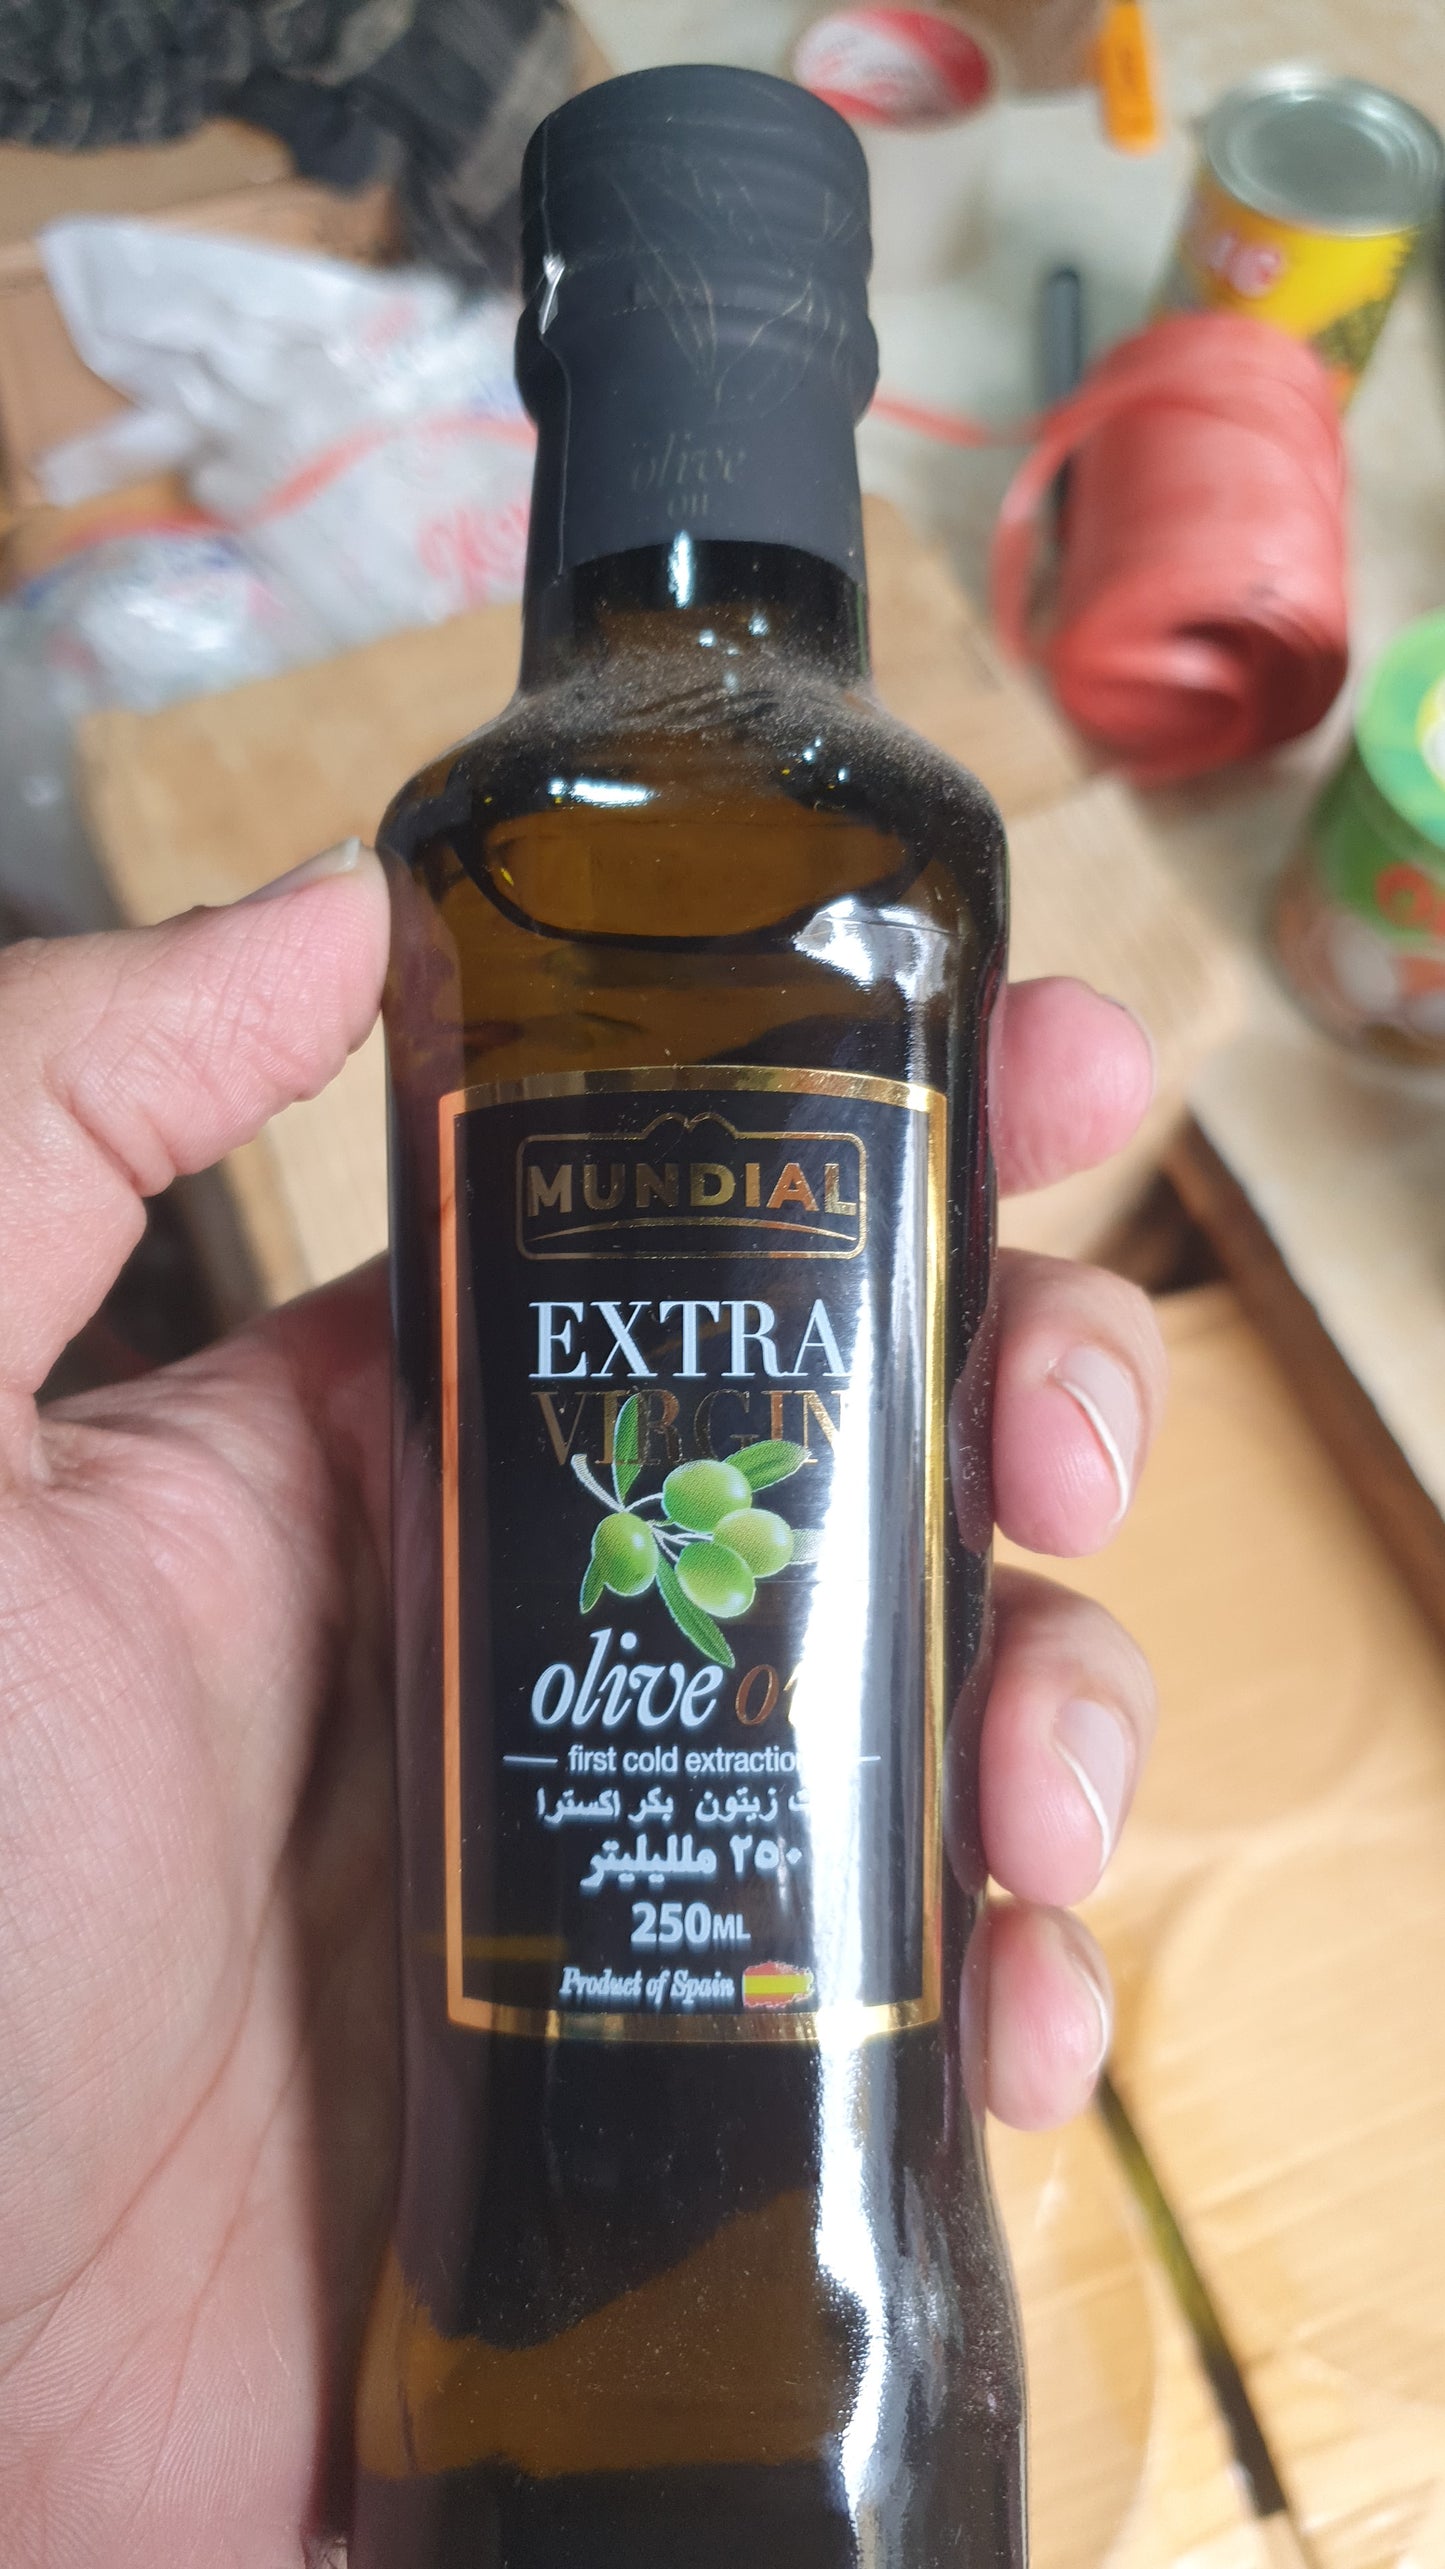 olive
OIL
MUNDIAL
EXTRA
VIRGIN
olive
first cold extraction
زيتون بكر اكسترا
٢٥٠ ملليليتر
250ML
Product of Spain